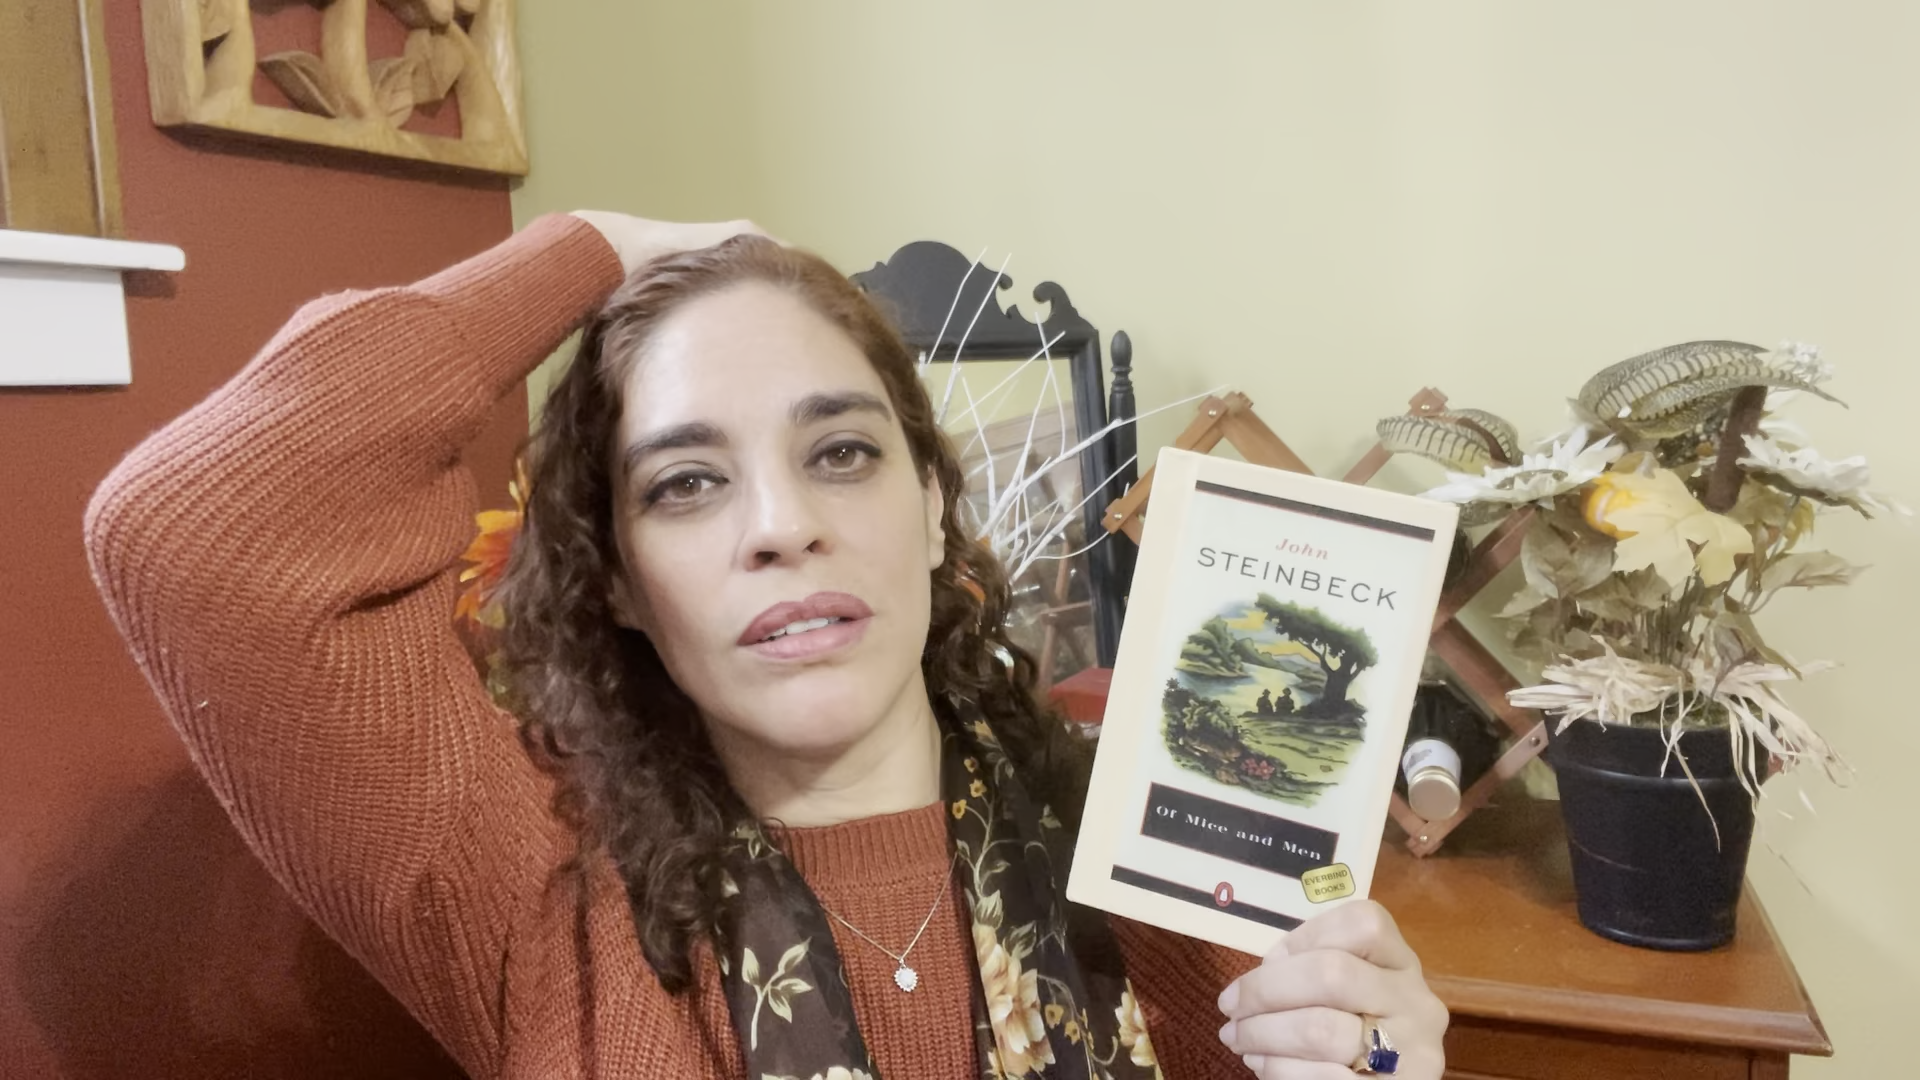 John
STEINBECK
Of Mice and Men
EVERBIND
BOOKS